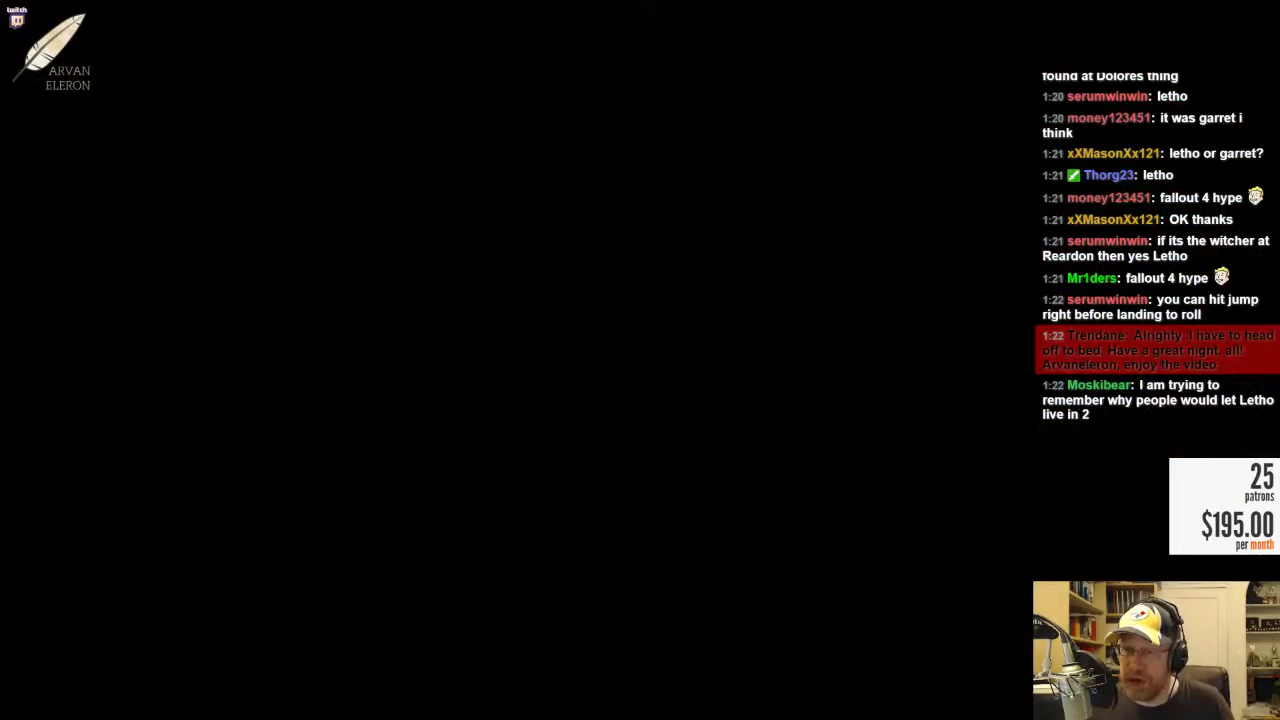 twitch
ARVAN
ELERON
found at Dolores thing
1:20 serumwinwin: letho
1:20 money123451: it was garret i
think
1:21 xXMasonXx121: letho or garret?
1:21 Thorg23: letho
1:21 money123451: fallout 4 hype
1:21 xXMasonXx121: OK thanks
1:21 serumwinwin: if its the witcher at
Reardon then yes Letho
1:21 Mr1ders: fallout 4 hype
1:22 serumwinwin: you can hit jump
right before landing to roll
1:22 Trendane: Alrighty. I have to head
off to bed. Have a great night, all!
Arvaneleron, enjoy the video.
1:22 Moskibear: I am trying to
remember why people would let Letho
live in 2
25
patrons
$195.00
per month